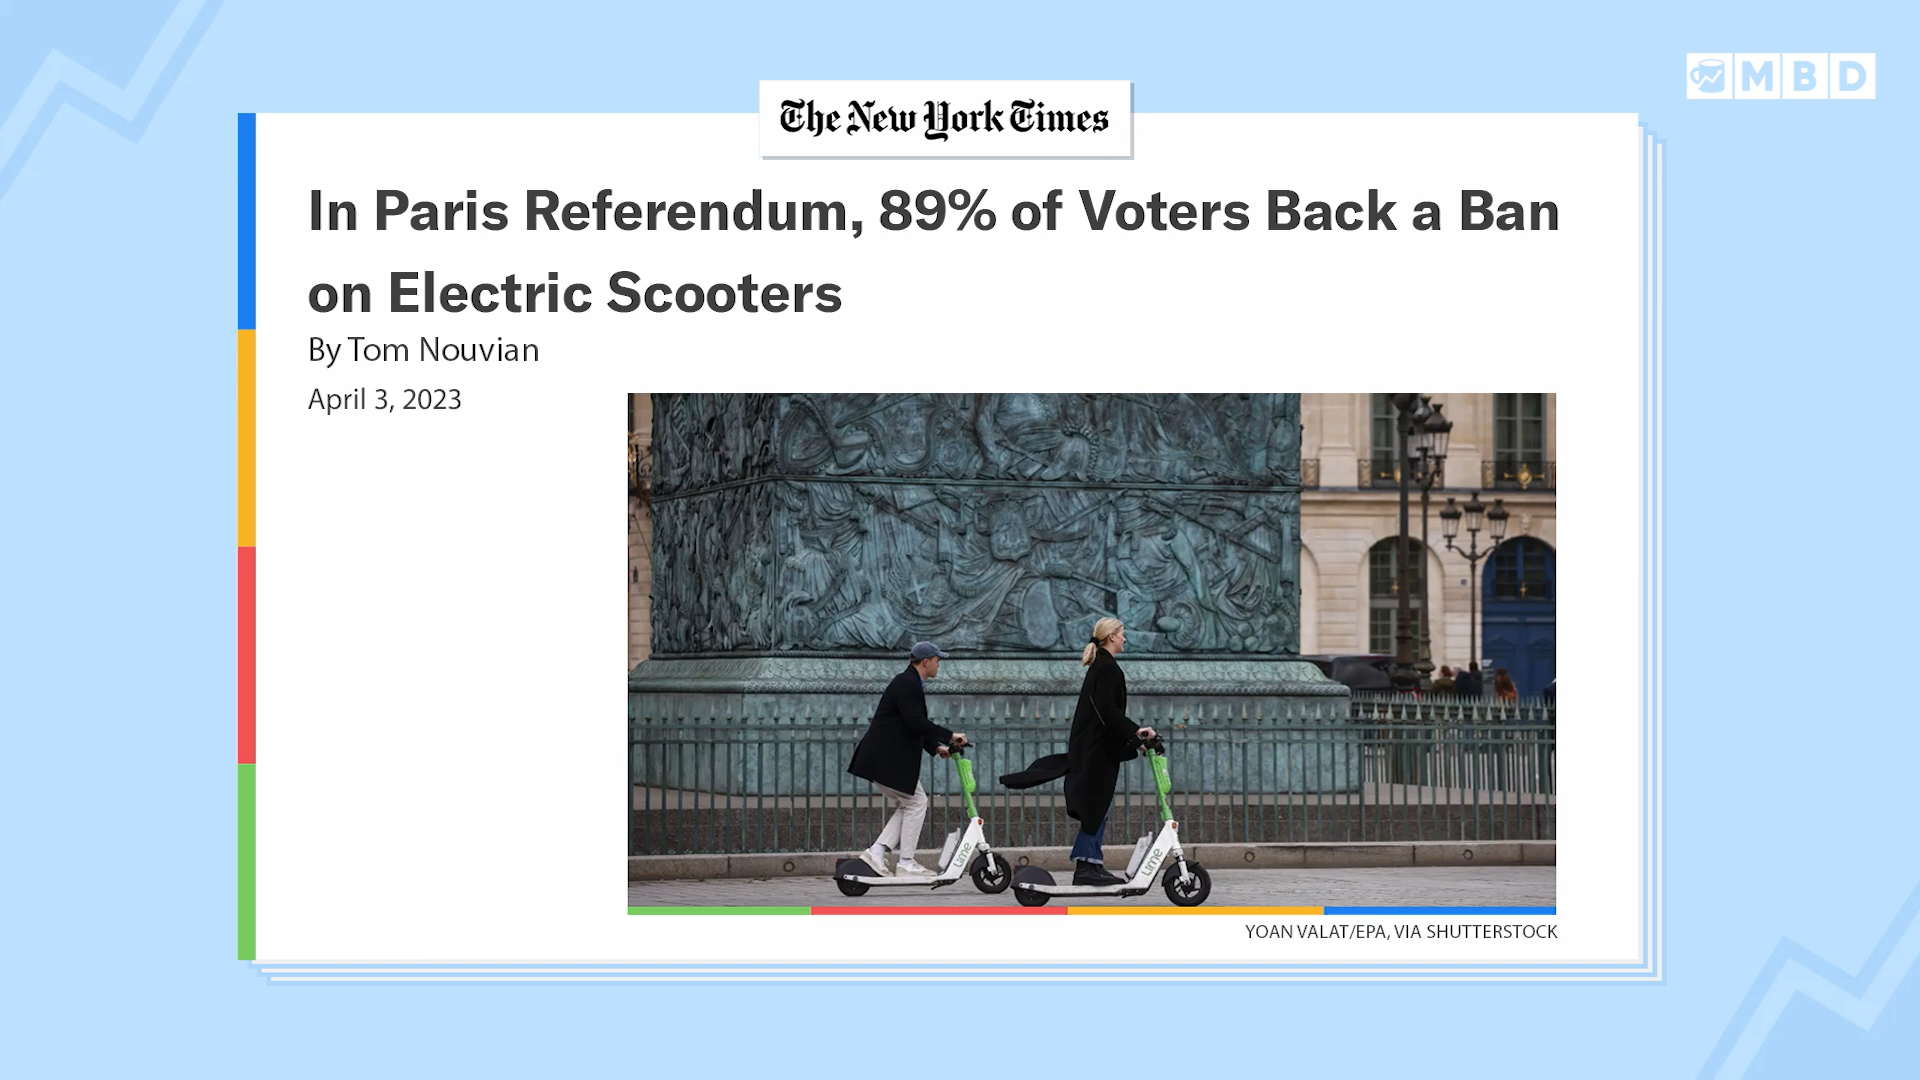 MBD
The New York Times
In Paris Referendum, 89% of Voters Back a Ban
on Electric Scooters
By Tom Nouvian
April 3, 2023
Lime
Lime
YOAN VALAT/EPA, VIA SHUTTERSTOCK